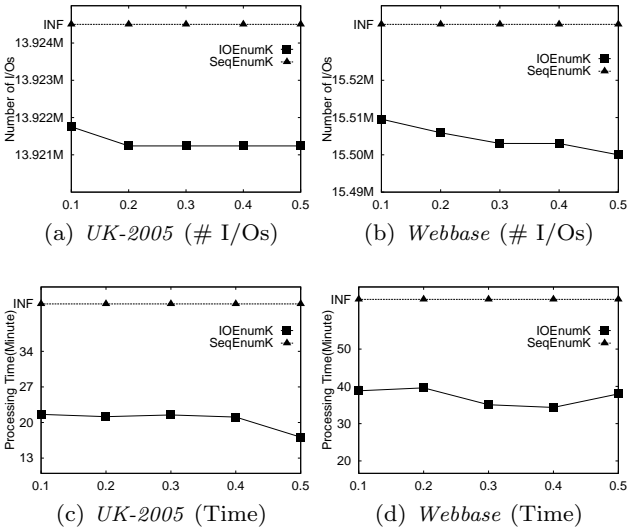 INF
13.924M
13.924M
13.922M
13.921M
Number of I/Os
IOEnumK
SeqEnumK
0.1 0.2 0.3 0.4 0.5
(a) UK-2005 (# I/Os)
INF
15.52M
15.51M
15.50M
15.49M
Number of I/Os
IOEnumK
SeqEnumK
0.1 0.2 0.3 0.4 0.5
(b) Webbase (# I/Os)
INF
34
27
20
13
Processing Time(Minute)
IOEnumK
SeqEnumK
0.1 0.2 0.3 0.4 0.5
(c) UK-2005 (Time)
INF
50
40
30
20
Processing Time(Minute)
IOEnumK
SeqEnumK
0.1 0.2 0.3 0.4 0.5
(d) Webbase (Time)